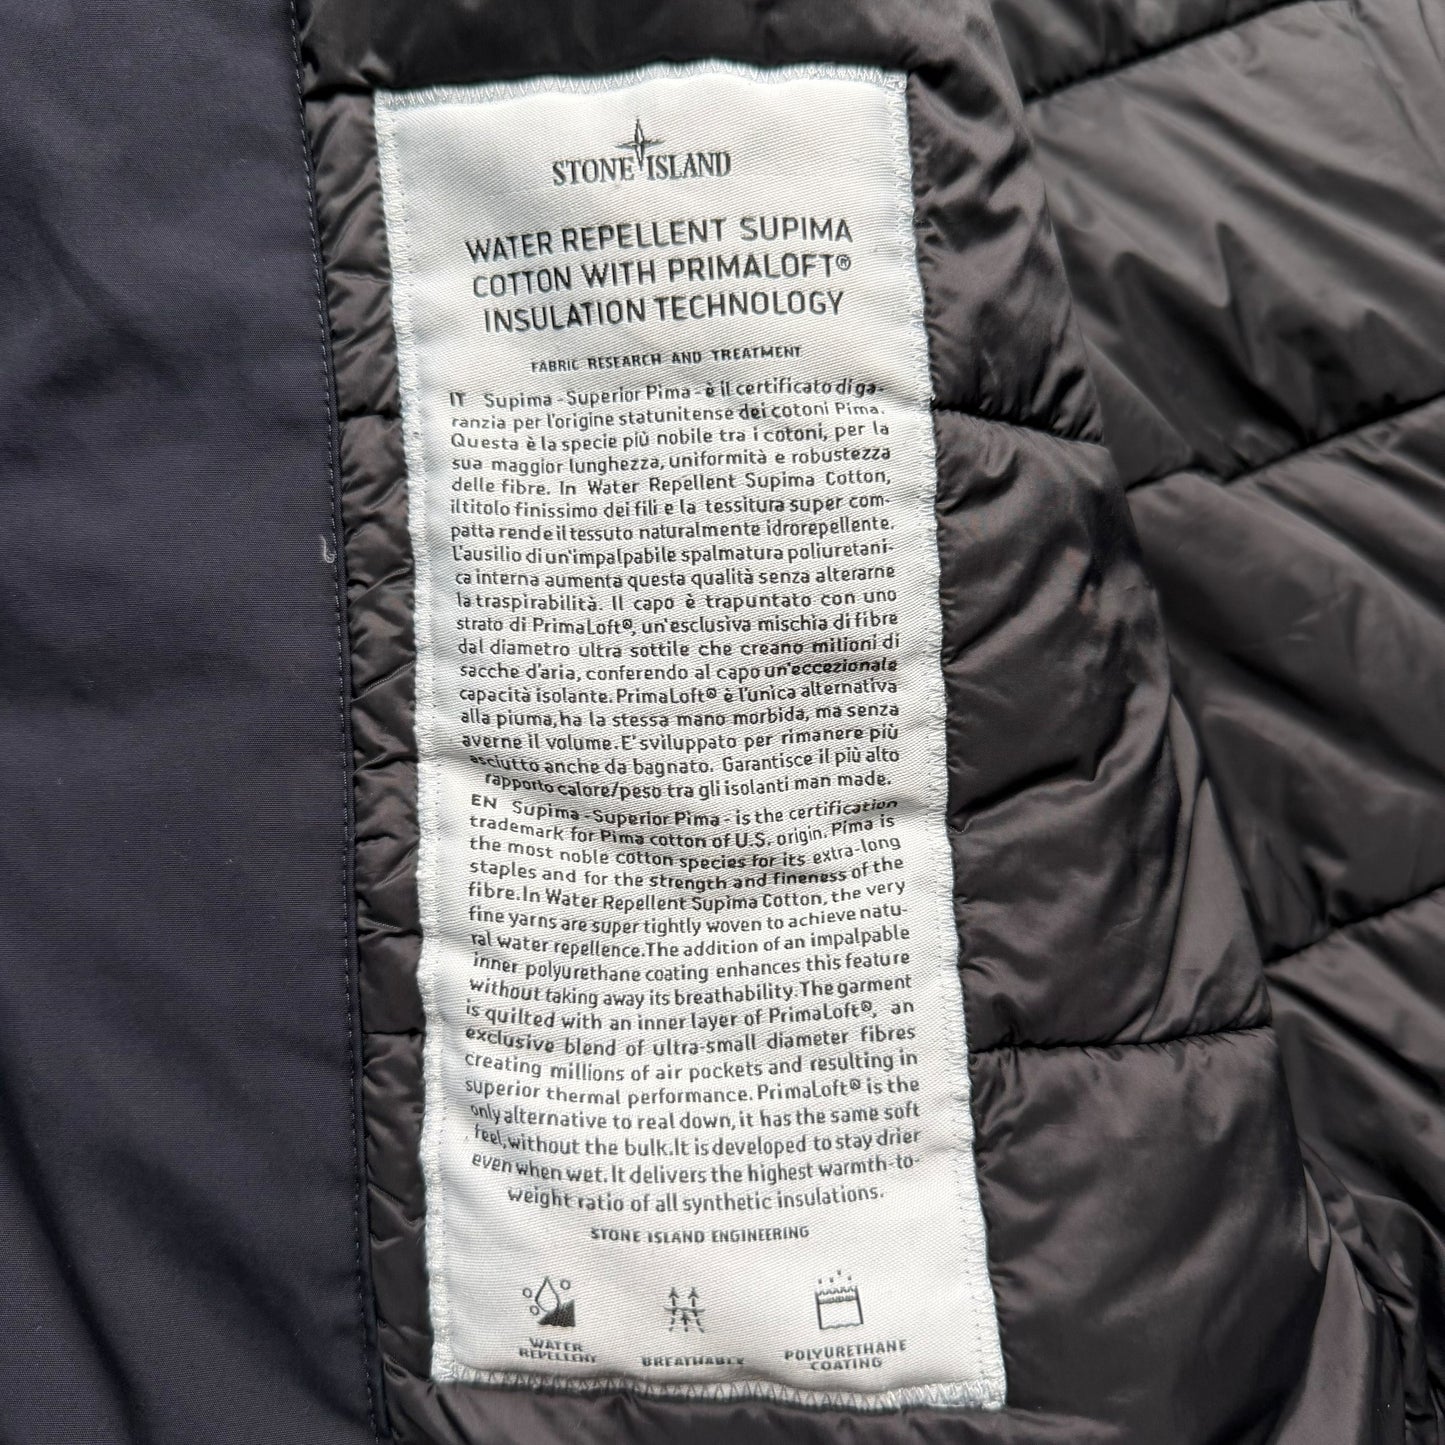 STONE ISLAND
WATER REPELLENT SUPIMA
COTTON WITH PRIMALOFT®
INSULATION TECHNOLOGY
FABRIC RESEARCH AND TREATMENT
IT Supima - Superior Pima - è il certificato di ga-
ranzia per l'origine statunitense dei cotoni Pima.
Questa è la specie più nobile tra i cotoni, per la
sua maggior lunghezza, uniformità e robustezza
delle fibre. In Water Repellent Supima Cotton,
il titolo finissimo dei fili e la tessitura super com-
patta rende il tessuto naturalmente idrorepellente.
L'ausilio di un'impalpabile spalmatura poliuretani-
ca interna aumenta questa qualità senza alterarne
la traspirabilità. Il capo è trapuntato con uno
strato di PrimaLoft®, un'esclusiva mischia di fibre
dal diametro ultra sottile che creano milioni di
sacche d'aria, conferendo al capo un'eccezionale
capacità isolante. PrimaLoft® è l'unica alternativa
alla piuma, ha la stessa mano morbida, ma senza
averne il volume. E' sviluppato per rimanere più
asciutto anche da bagnato. Garantisce il più alto
rapporto calore/peso tra gli isolanti man made.
EN Supima - Superior Pima - is the certification
trademark for Pima cotton of U.S. origin. Pima is
the most noble cotton species for its extra-long
staples and for the strength and fineness of the
fibre. In Water Repellent Supima Cotton, the very
fine yarns are super tightly woven to achieve natu-
ral water repellence. The addition of an impalpable
inner polyurethane coating enhances this feature
without taking away its breathability. The garment
is quilted with an inner layer of PrimaLoft®, an
exclusive blend of ultra-small diameter fibres
creating millions of air pockets and resulting in
superior thermal performance. PrimaLoft® is the
only alternative to real down, it has the same soft
feel, without the bulk. It is developed to stay drier
even when wet. It delivers the highest warmth-to-
weight ratio of all synthetic insulations.
STONE ISLAND ENGINEERING
WATER
REPELLENT
BREATHABLE
POLYURETHANE
COATING